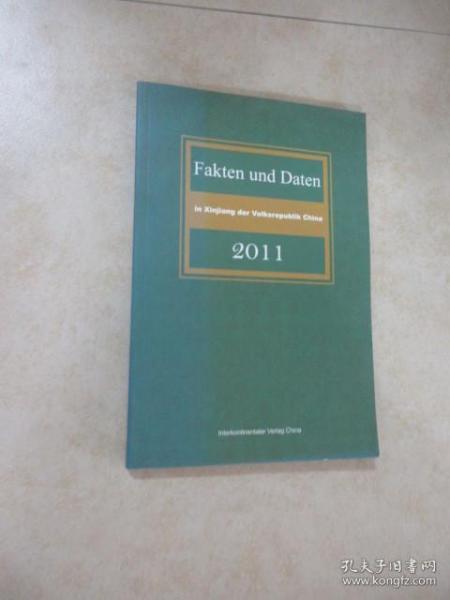 Fakten und Daten
in Xinjiang der Volksrepublik China
2011
Interkontinentaler Verlag China
孔夫子旧书网
www.kongfz.com